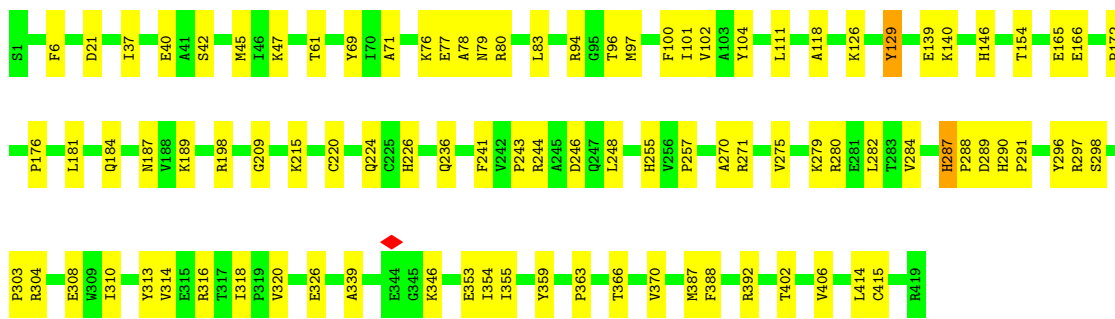 S1 F6 D21 I37 E40 A41 S42 M45 I46 K47 T61 Y69 I70 A71 K76 E77 A78 N79 R80 L83 R94 G95 T96 M97 F100 I101 V102 A103 Y104 L111 A118 K126 Y129 E139 K140 H146 T154 E165 E166
P176 L181 Q184 N187 V188 K189 R198 G209 K215 C220 Q224 C225 H226 Q236 F241 V242 P243 R244 A245 D246 Q247 L248 H255 V256 P257 A270 R271 V275 K279 R280 E281 L282 T283 V284 H287 P288 D289 H290 P291 Y296 R297 S298
P303 R304 E308 W309 I310 Y313 V314 E315 R316 T317 I318 P319 V320 E326 A339 E344 G345 K346 E353 I354 I355 Y359 P363 T366 V370 M387 F388 R392 T402 V406 L414 C415 R419